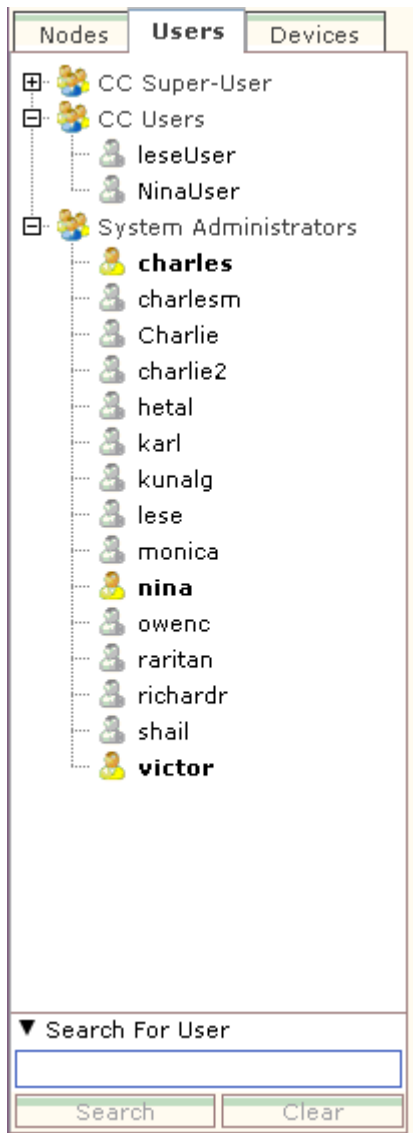 Nodes Users Devices
CC Super-User
CC Users
leseUser
NinaUser
System Administrators
charles
charlesm
Charlie
charlie2
hetal
karl
kunalg
lese
monica
nina
owenc
raritan
richardr
shail
victor
▼ Search For User
Search Clear